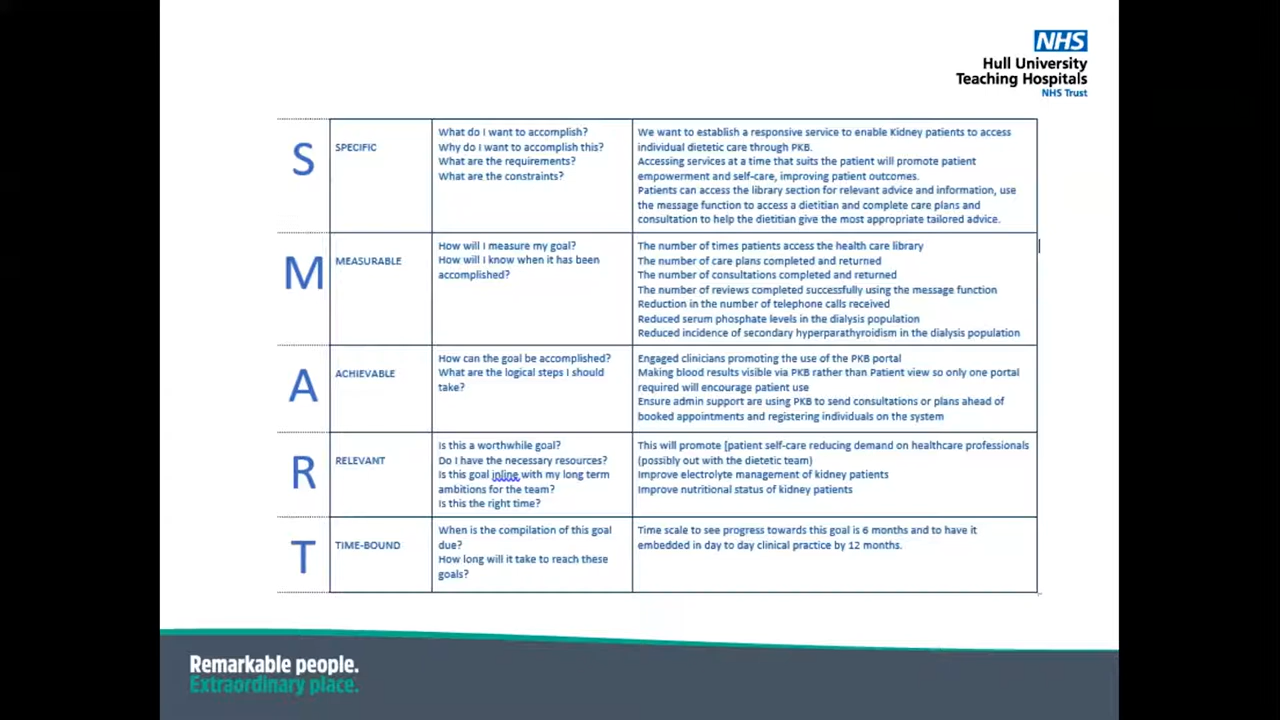 NHS
Hull University
Teaching Hospitals
NHS Trust
S
SPECIFIC
What do I want to accomplish?
Why do I want to accomplish this?
What are the requirements?
What are the constraints?
We want to establish a responsive service to enable Kidney patients to access
individual dietetic care through PKB.
Accessing services at a time that suits the patient will promote patient
empowerment and self-care, improving patient outcomes.
Patients can access the library section for relevant advice and information, use
the message function to access a dietitian and complete care plans and
consultation to help the dietitian give the most appropriate tailored advice.
M
MEASURABLE
How will I measure my goal?
How will I know when it has been
accomplished?
The number of times patients access the health care library
The number of care plans completed and returned
The number of consultations completed and returned
The number of reviews completed successfully using the message function
Reduction in the number of telephone calls received
Reduced serum phosphate levels in the dialysis population
Reduced incidence of secondary hyperparathyroidism in the dialysis population
A
ACHIEVABLE
How can the goal be accomplished?
What are the logical steps I should
take?
Engaged clinicians promoting the use of the PKB portal
Making blood results visible via PKB rather than Patient view so only one portal
required will encourage patient use
Ensure admin support are using PKB to send consultations or plans ahead of
booked appointments and registering individuals on the system
R
RELEVANT
Is this a worthwhile goal?
Do I have the necessary resources?
Is this goal inline with my long term
ambitions for the team?
Is this the right time?
This will promote [patient self-care reducing demand on healthcare professionals
(possibly out with the dietetic team)
Improve electrolyte management of kidney patients
Improve nutritional status of kidney patients
T
TIME-BOUND
When is the compilation of this goal
due?
How long will it take to reach these
goals?
Time scale to see progress towards this goal is 6 months and to have it
embedded in day to day clinical practice by 12 months.
Remarkable people.
Extraordinary place.